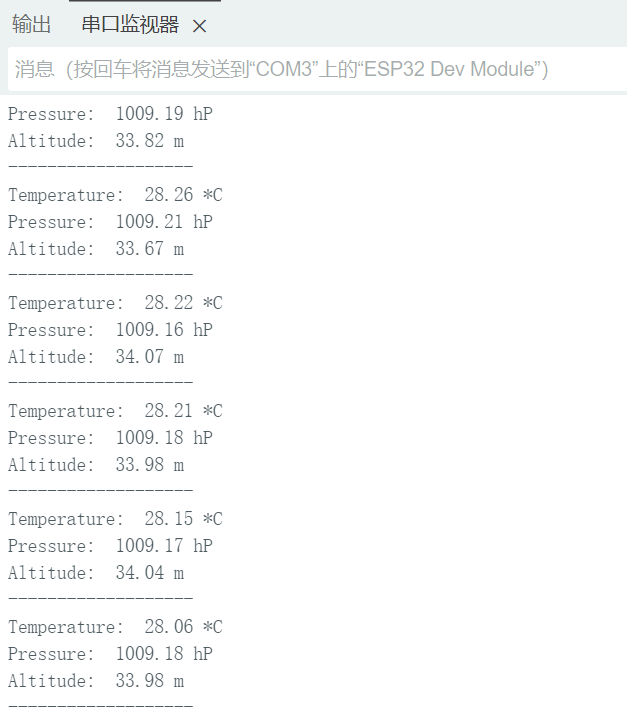 输出 串口监视器 ×
消息（按回车将消息发送到“COM3”上的“ESP32 Dev Module”）
Pressure:  1009.19 hP
Altitude:  33.82 m
-------------------
Temperature:  28.26 *C
Pressure:  1009.21 hP
Altitude:  33.67 m
-------------------
Temperature:  28.22 *C
Pressure:  1009.16 hP
Altitude:  34.07 m
-------------------
Temperature:  28.21 *C
Pressure:  1009.18 hP
Altitude:  33.98 m
-------------------
Temperature:  28.15 *C
Pressure:  1009.17 hP
Altitude:  34.04 m
-------------------
Temperature:  28.06 *C
Pressure:  1009.18 hP
Altitude:  33.98 m
-------------------